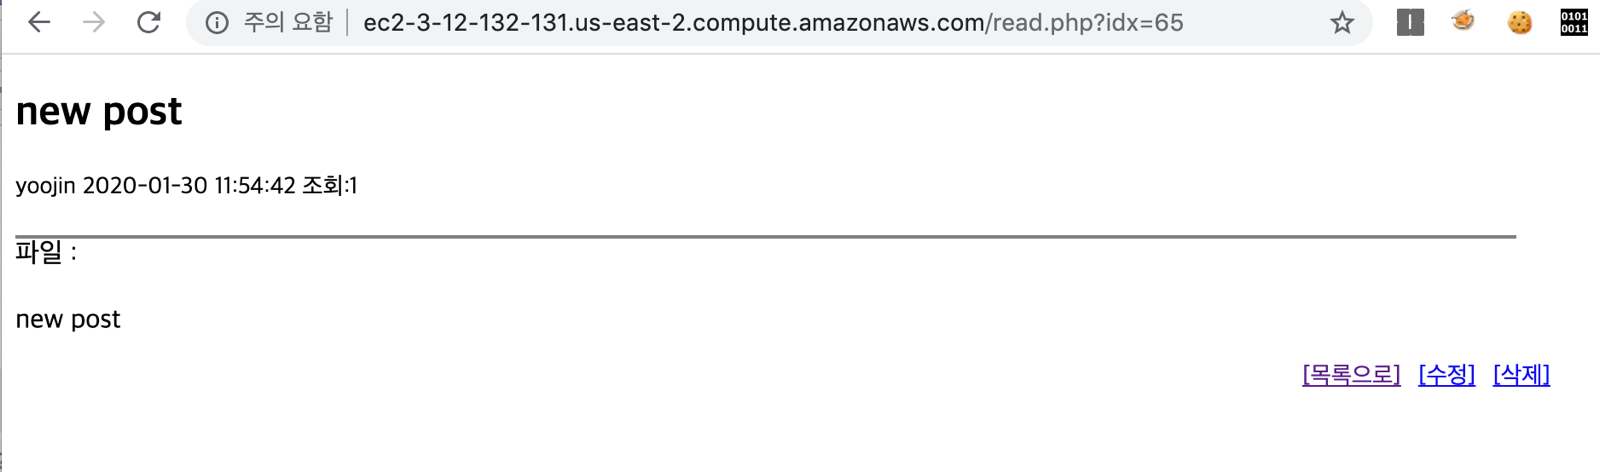 주의 요함 ec2-3-12-132-131.us-east-2.compute.amazonaws.com/read.php?idx=65
I
0101
0011
new post
yoojin 2020-01-30 11:54:42 조회:1
파일 :
new post
[목록으로] [수정] [삭제]